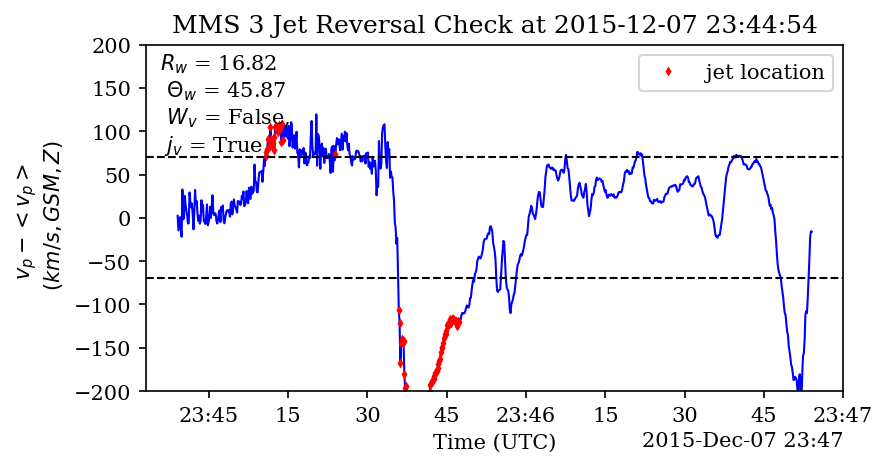 MMS 3 Jet Reversal Check at 2015-12-07 23:44:54
R_w = 16.82
Θ_w = 45.87
W_v = False,
j_v = True
jet location
200
150
100
50
0
−50
−100
−150
−200
v_p − < v_p >
(km/s, GSM, Z)
23:45 15 30 45 23:46 15 30 45 23:47
Time (UTC)
2015-Dec-07 23:47